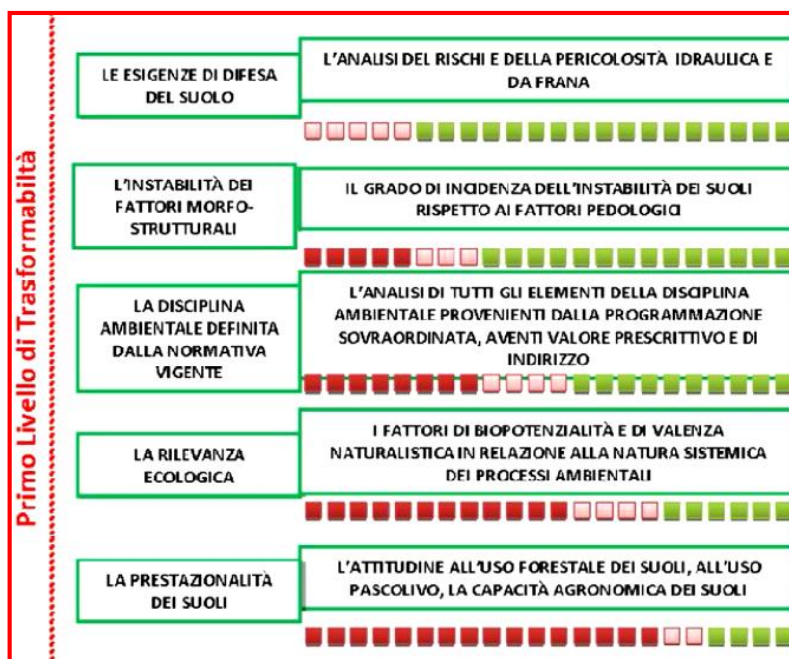 Primo Livello di Trasformabiltà
LE ESIGENZE DI DIFESA
DEL SUOLO
L'ANALISI DEL RISCHI E DELLA PERICOLOSITÀ IDRAULICA E
DA FRANA
L'INSTABILITÀ DEI
FATTORI MORFO-
STRUTTURALI
IL GRADO DI INCIDENZA DELL'INSTABILITÀ DEI SUOLI
RISPETTO AI FATTORI PEDOLOGICI
LA DISCIPLINA
AMBIENTALE DEFINITA
DALLA NORMATIVA
VIGENTE
L'ANALISI DI TUTTI GLI ELEMENTI DELLA DISCIPLINA
AMBIENTALE PROVENIENTI DALLA PROGRAMMAZIONE
SOVRAORDINATA, AVENTI VALORE PRESCRITTIVO E DI
INDIRIZZO
LA RILEVANZA
ECOLOGICA
I FATTORI DI BIOPOTENZIALITÀ E DI VALENZA
NATURALISTICA IN RELAZIONE ALLA NATURA SISTEMICA
DEI PROCESSI AMBIENTALI
LA PRESTAZIONALITÀ
DEI SUOLI
L'ATTITUDINE ALL'USO FORESTALE DEI SUOLI, ALL'USO
PASCOLIVO, LA CAPACITÀ AGRONOMICA DEI SUOLI